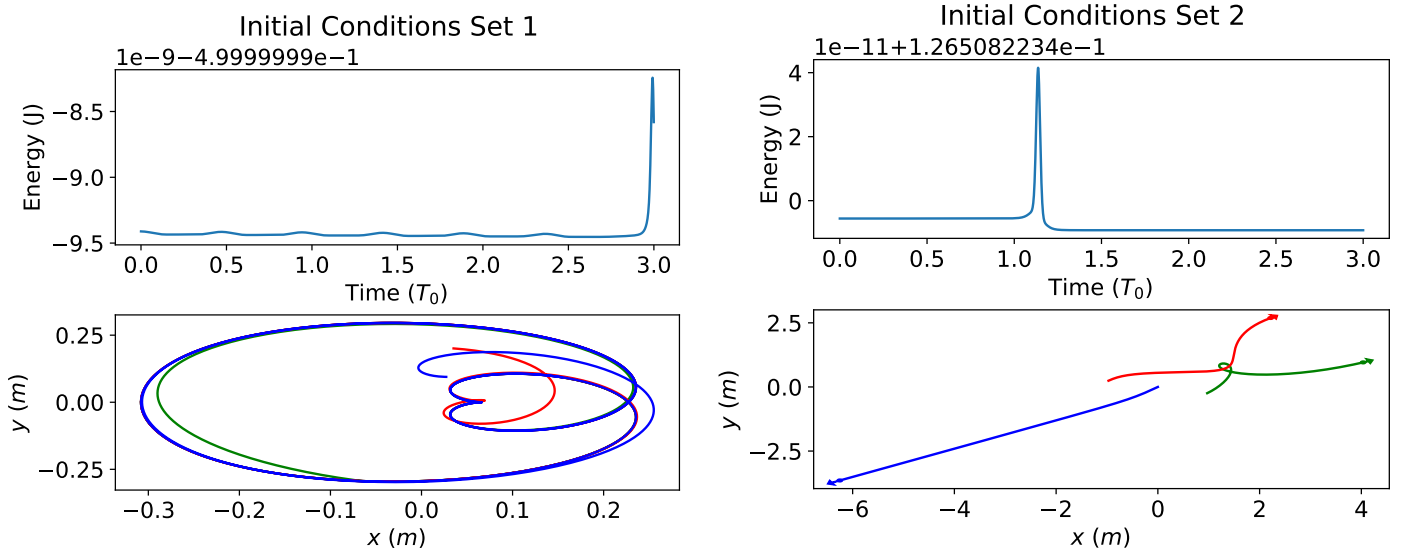 Initial Conditions Set 1
1e−9−4.9999999e−1
Energy (J)
−8.5
−9.0
−9.5
0.0 0.5 1.0 1.5 2.0 2.5 3.0
Time (T₀)
y (m)
0.25
0.00
−0.25
−0.3 −0.2 −0.1 0.0 0.1 0.2
x (m)
Initial Conditions Set 2
1e−11+1.265082234e−1
Energy (J)
4
2
0
0.0 0.5 1.0 1.5 2.0 2.5 3.0
Time (T₀)
y (m)
2.5
0.0
−2.5
−6 −4 −2 0 2 4
x (m)